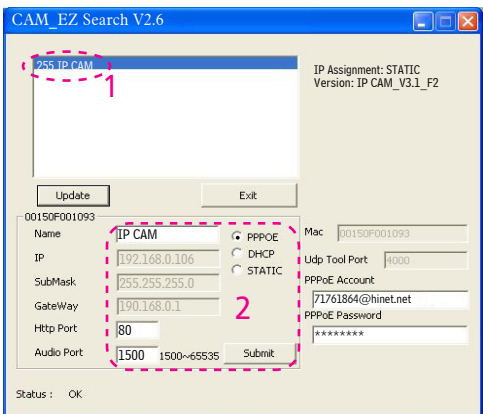 CAM_EZ Search V2.6
255 IP CAM
1
IP Assignment: STATIC
Version: IP CAM_V3.1_F2
Update
Exit
00150F001093
Name
IP CAM
PPPOE
DHCP
STATIC
IP
192.168.0.106
SubMask
255.255.255.0
GateWay
190.168.0.1
2
Http Port
80
Audio Port
1500
1500~65535
Submit
Mac
00150F001093
Udp Tool Port
4000
PPPoE Account
71761864@hinet.net
PPPoE Password
********
Status : OK